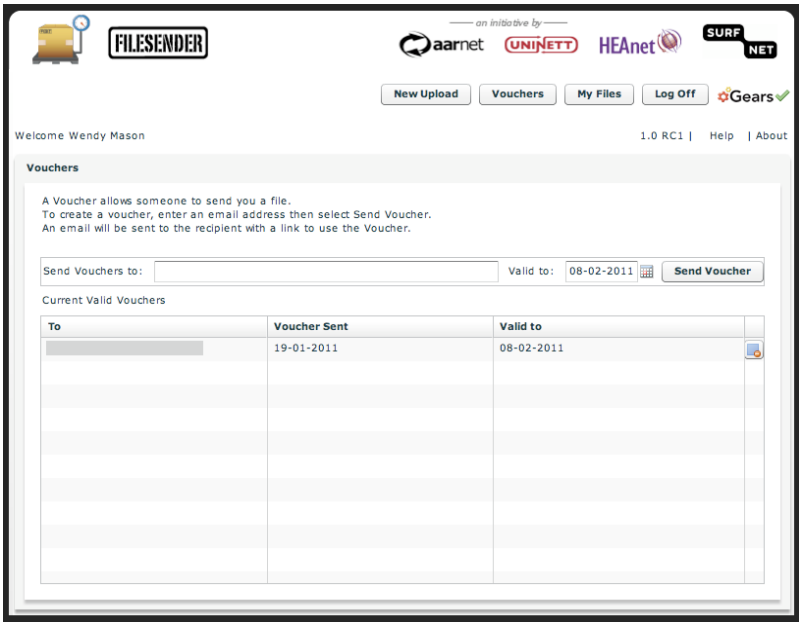 an initiative by
FILESENDER
aarnet
UNINETT
HEAnet
SURF
NET
New Upload
Vouchers
My Files
Log Off
Gears
Welcome Wendy Mason
1.0 RC1 | Help | About
Vouchers
A Voucher allows someone to send you a file.
To create a voucher, enter an email address then select Send Voucher.
An email will be sent to the recipient with a link to use the Voucher.
Send Vouchers to: Valid to: 08-02-2011 Send Voucher
Current Valid Vouchers
To Voucher Sent Valid to
19-01-2011 08-02-2011